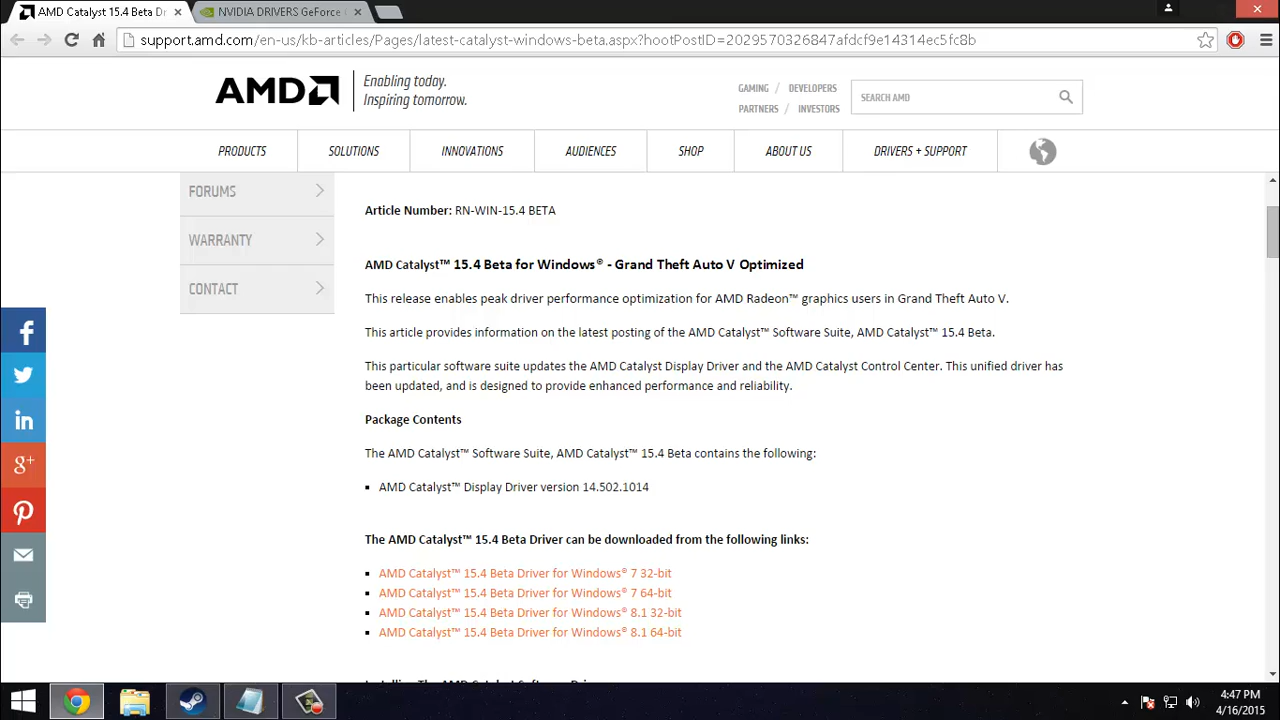 AMD Catalyst 15.4 Beta Dr
NVIDIA DRIVERS GeForce
support.amd.com/en-us/kb-articles/Pages/latest-catalyst-windows-beta.aspx?hootPostID=2029570326847afdcf9e14314ec5fc8b
AMD
Enabling today.
Inspiring tomorrow.
GAMING / DEVELOPERS
PARTNERS / INVESTORS
SEARCH AMD
PRODUCTS SOLUTIONS INNOVATIONS AUDIENCES SHOP ABOUT US DRIVERS + SUPPORT
FORUMS
WARRANTY
CONTACT
Article Number: RN-WIN-15.4 BETA
AMD Catalyst™ 15.4 Beta for Windows® - Grand Theft Auto V Optimized
This release enables peak driver performance optimization for AMD Radeon™ graphics users in Grand Theft Auto V.
This article provides information on the latest posting of the AMD Catalyst™ Software Suite, AMD Catalyst™ 15.4 Beta.
This particular software suite updates the AMD Catalyst Display Driver and the AMD Catalyst Control Center. This unified driver has
been updated, and is designed to provide enhanced performance and reliability.
Package Contents
The AMD Catalyst™ Software Suite, AMD Catalyst™ 15.4 Beta contains the following:
▪ AMD Catalyst™ Display Driver version 14.502.1014
The AMD Catalyst™ 15.4 Beta Driver can be downloaded from the following links:
▪ AMD Catalyst™ 15.4 Beta Driver for Windows® 7 32-bit
▪ AMD Catalyst™ 15.4 Beta Driver for Windows® 7 64-bit
▪ AMD Catalyst™ 15.4 Beta Driver for Windows® 8.1 32-bit
▪ AMD Catalyst™ 15.4 Beta Driver for Windows® 8.1 64-bit
4:47 PM
4/16/2015